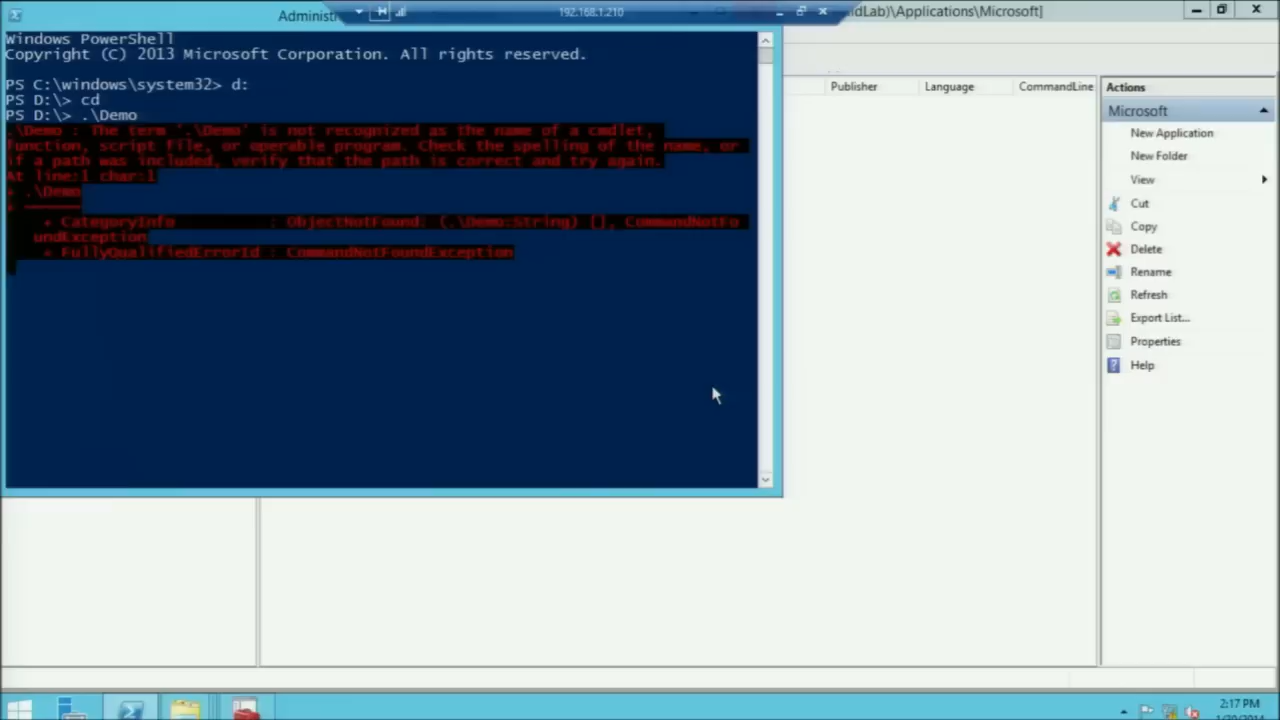 Administr
192.168.1.210
ldLab)\Applications\Microsoft]
Windows PowerShell
Copyright (C) 2013 Microsoft Corporation. All rights reserved.
PS C:\windows\system32> d:
PS D:\> cd
PS D:\> .\Demo
.\Demo : The term '.\Demo' is not recognized as the name of a cmdlet,
function, script file, or operable program. Check the spelling of the name, or
if a path was included, verify that the path is correct and try again.
At line:1 char:1
+ .\Demo
+ ~~~~~~
+ CategoryInfo : ObjectNotFound: (.\Demo:String) [], CommandNotFo
undException
+ FullyQualifiedErrorId : CommandNotFoundException
Publisher Language CommandLine
Actions
Microsoft
New Application
New Folder
View
Cut
Copy
Delete
Rename
Refresh
Export List...
Properties
Help
2:17 PM